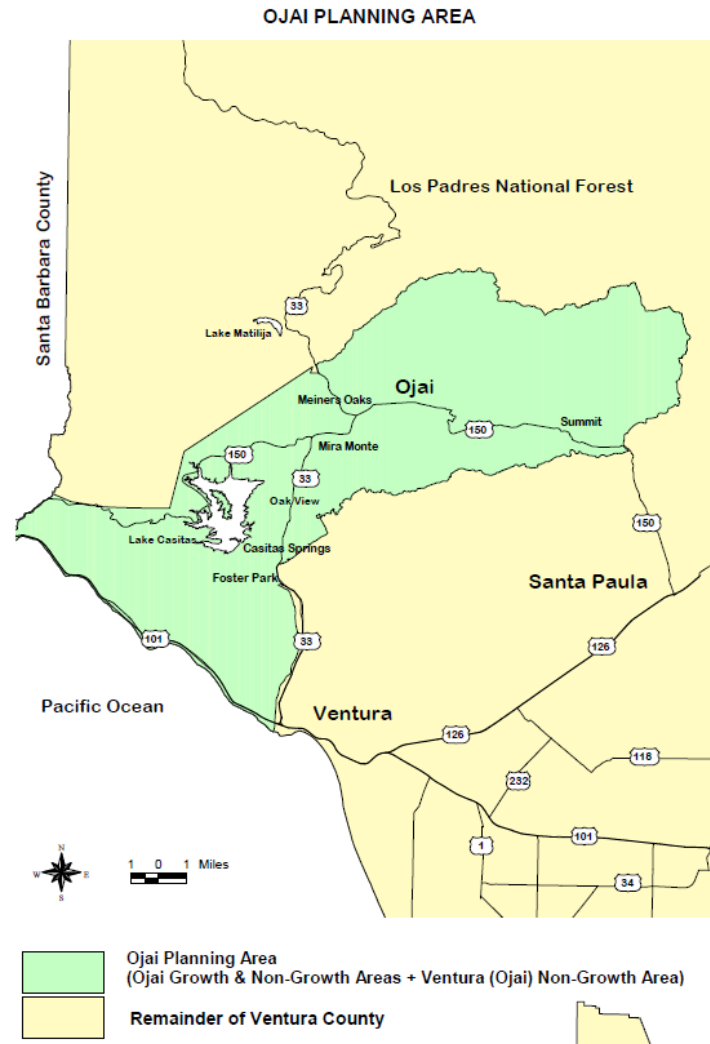 OJAI PLANNING AREA
Santa Barbara County
Los Padres National Forest
33
Lake Matilija
Meiners Oaks
Ojai
Summit
150
Mira Monte
150
33
Oak View
150
Lake Casitas
Casitas Springs
Foster Park
Santa Paula
101
33
126
Pacific Ocean
Ventura
126
118
232
101
1
34
N
W E
S
1 0 1 Miles
Ojai Planning Area
(Ojai Growth & Non-Growth Areas + Ventura (Ojai) Non-Growth Area)
Remainder of Ventura County